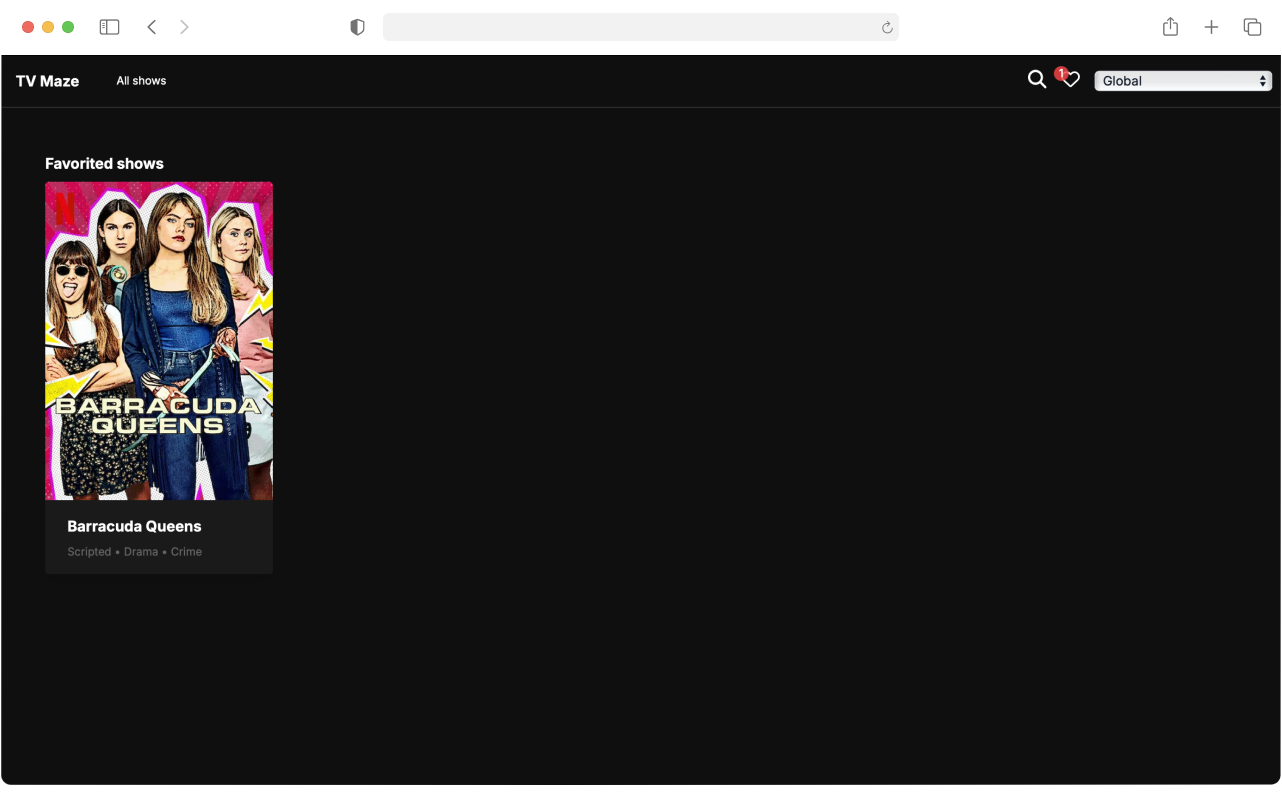 TV Maze
All shows
1
Global
Favorited shows
N
BARRACUDA
QUEENS
Barracuda Queens
Scripted • Drama • Crime